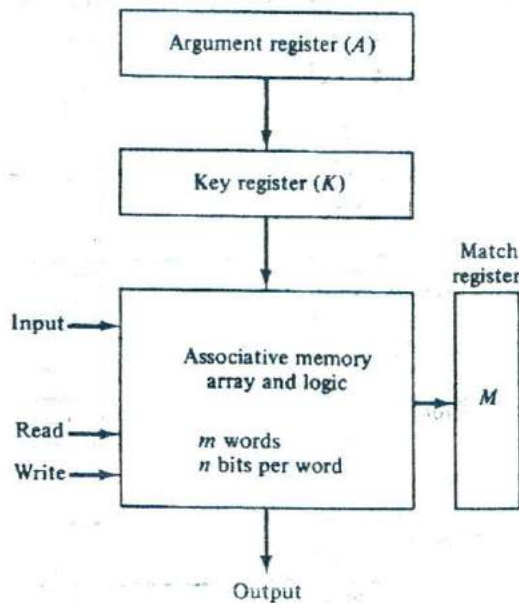 Argument register (A)
Key register (K)
Match
register
Input
Associative memory
array and logic
M
Read
m words
Write
n bits per word
Output